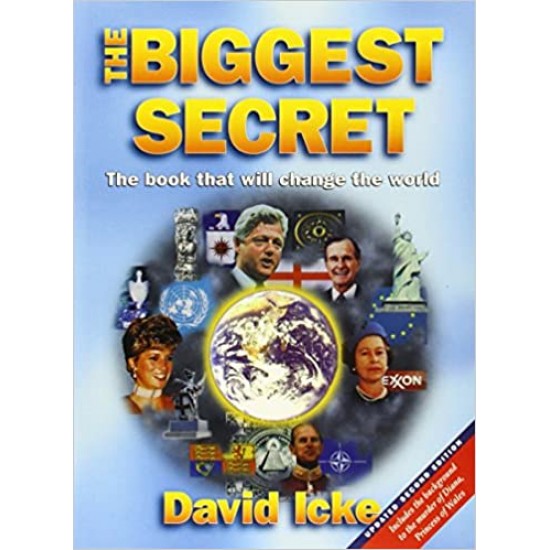 THE BIGGEST
SECRET
The book that will change the world
EXXON
David Icke
UPDATED SECOND EDITION
Includes the background
to the murder of Diana,
Princess of Wales